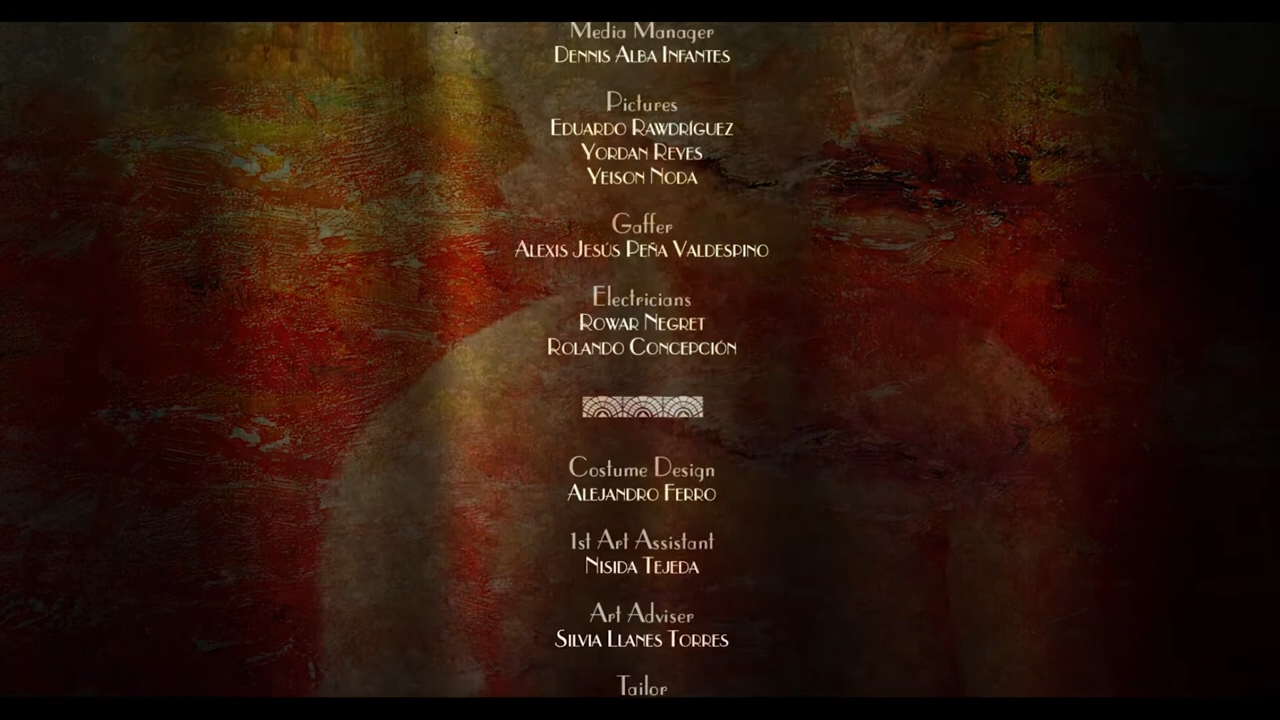 Media Manager
Dennis Alba Infantes
Pictures
Eduardo Rawdríguez
Yordan Reyes
Yeison Noda
Gaffer
Alexis Jesús Peña Valdespino
Electricians
Rowar Negret
Rolando Concepción
Costume Design
Alejandro Ferro
1st Art Assistant
Nisida Tejeda
Art Adviser
Silvia Llanes Torres
Tailor